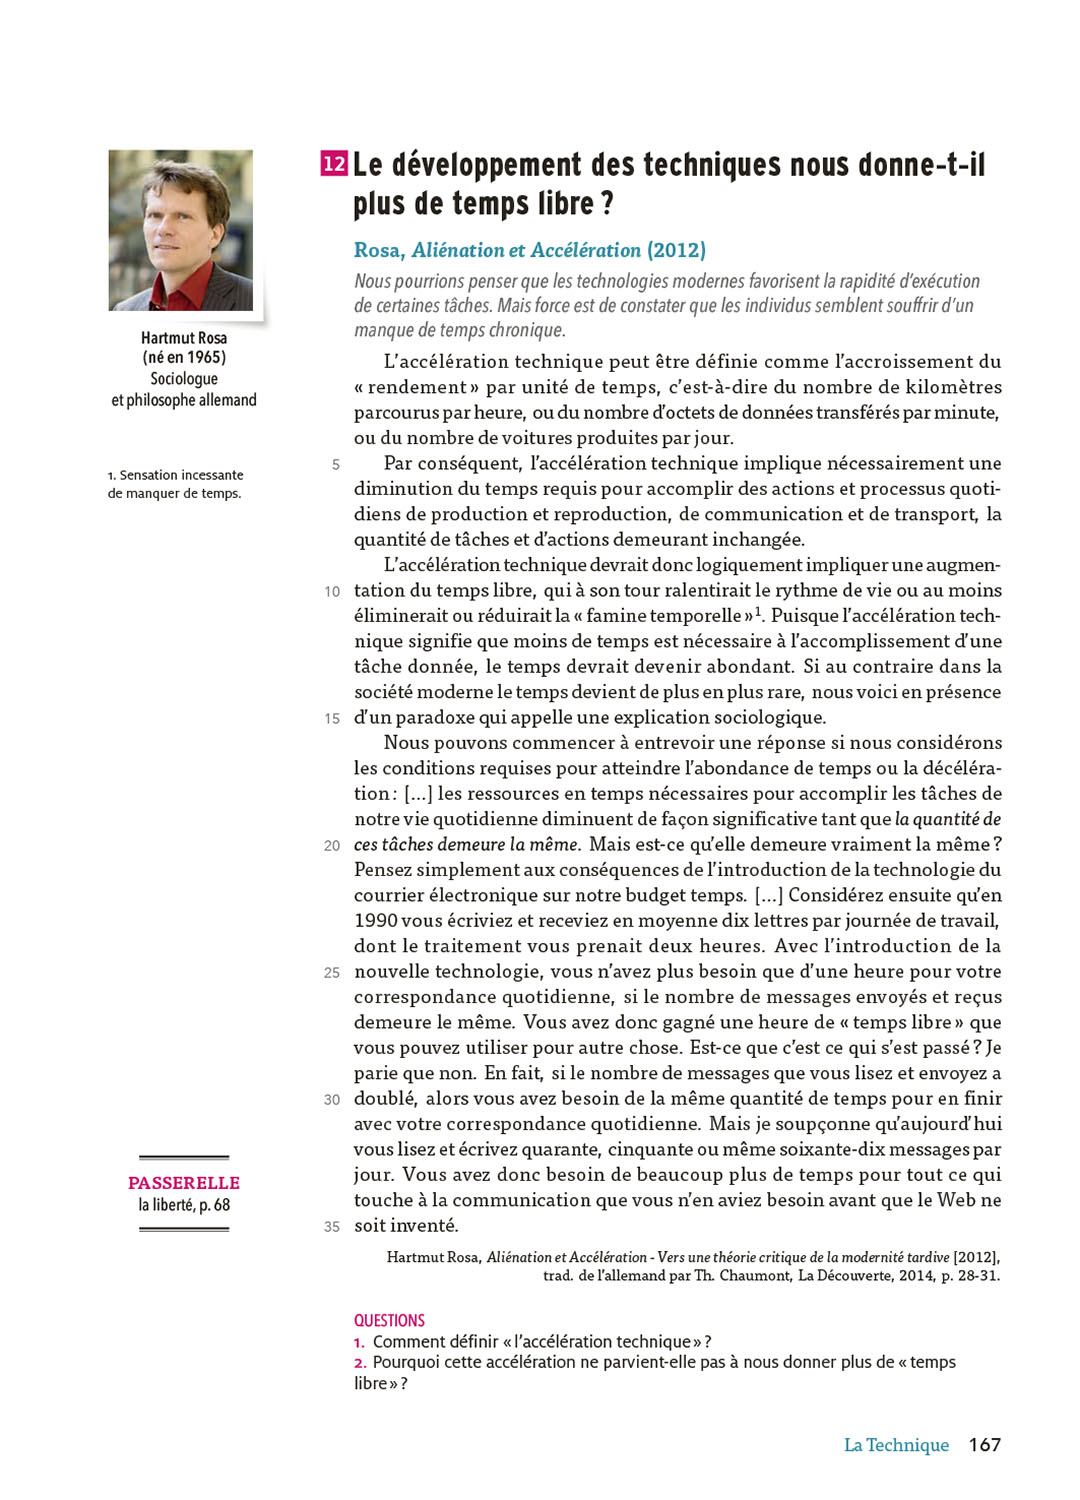 12 Le développement des techniques nous donne-t-il
plus de temps libre ?
Rosa, Aliénation et Accélération (2012)
Nous pourrions penser que les technologies modernes favorisent la rapidité d'exécution
de certaines tâches. Mais force est de constater que les individus semblent souffrir d'un
manque de temps chronique.
Hartmut Rosa
(né en 1965)
Sociologue
et philosophe allemand
1. Sensation incessante
de manquer de temps.
L'accélération technique peut être définie comme l'accroissement du
« rendement » par unité de temps, c'est-à-dire du nombre de kilomètres
parcourus par heure, ou du nombre d'octets de données transférés par minute,
ou du nombre de voitures produites par jour.
5 Par conséquent, l'accélération technique implique nécessairement une
diminution du temps requis pour accomplir des actions et processus quoti-
diens de production et reproduction, de communication et de transport, la
quantité de tâches et d'actions demeurant inchangée.
L'accélération technique devrait donc logiquement impliquer une augmen-
10 tation du temps libre, qui à son tour ralentirait le rythme de vie ou au moins
éliminerait ou réduirait la « famine temporelle »1. Puisque l'accélération tech-
nique signifie que moins de temps est nécessaire à l'accomplissement d'une
tâche donnée, le temps devrait devenir abondant. Si au contraire dans la
société moderne le temps devient de plus en plus rare, nous voici en présence
15 d'un paradoxe qui appelle une explication sociologique.
Nous pouvons commencer à entrevoir une réponse si nous considérons
les conditions requises pour atteindre l'abondance de temps ou la décéléra-
tion : [...] les ressources en temps nécessaires pour accomplir les tâches de
notre vie quotidienne diminuent de façon significative tant que la quantité de
20 ces tâches demeure la même. Mais est-ce qu'elle demeure vraiment la même ?
Pensez simplement aux conséquences de l'introduction de la technologie du
courrier électronique sur notre budget temps. [...] Considérez ensuite qu'en
1990 vous écriviez et receviez en moyenne dix lettres par journée de travail,
dont le traitement vous prenait deux heures. Avec l'introduction de la
25 nouvelle technologie, vous n'avez plus besoin que d'une heure pour votre
correspondance quotidienne, si le nombre de messages envoyés et reçus
demeure le même. Vous avez donc gagné une heure de « temps libre » que
vous pouvez utiliser pour autre chose. Est-ce que c'est ce qui s'est passé ? Je
parie que non. En fait, si le nombre de messages que vous lisez et envoyez a
30 doublé, alors vous avez besoin de la même quantité de temps pour en finir
avec votre correspondance quotidienne. Mais je soupçonne qu'aujourd'hui
vous lisez et écrivez quarante, cinquante ou même soixante-dix messages par
jour. Vous avez donc besoin de beaucoup plus de temps pour tout ce qui
touche à la communication que vous n'en aviez besoin avant que le Web ne
35 soit inventé.
PASSERELLE
la liberté, p. 68
Hartmut Rosa, Aliénation et Accélération - Vers une théorie critique de la modernité tardive [2012],
trad. de l'allemand par Th. Chaumont, La Découverte, 2014, p. 28-31.
QUESTIONS
1. Comment définir « l'accélération technique » ?
2. Pourquoi cette accélération ne parvient-elle pas à nous donner plus de « temps
libre » ?
La Technique 167